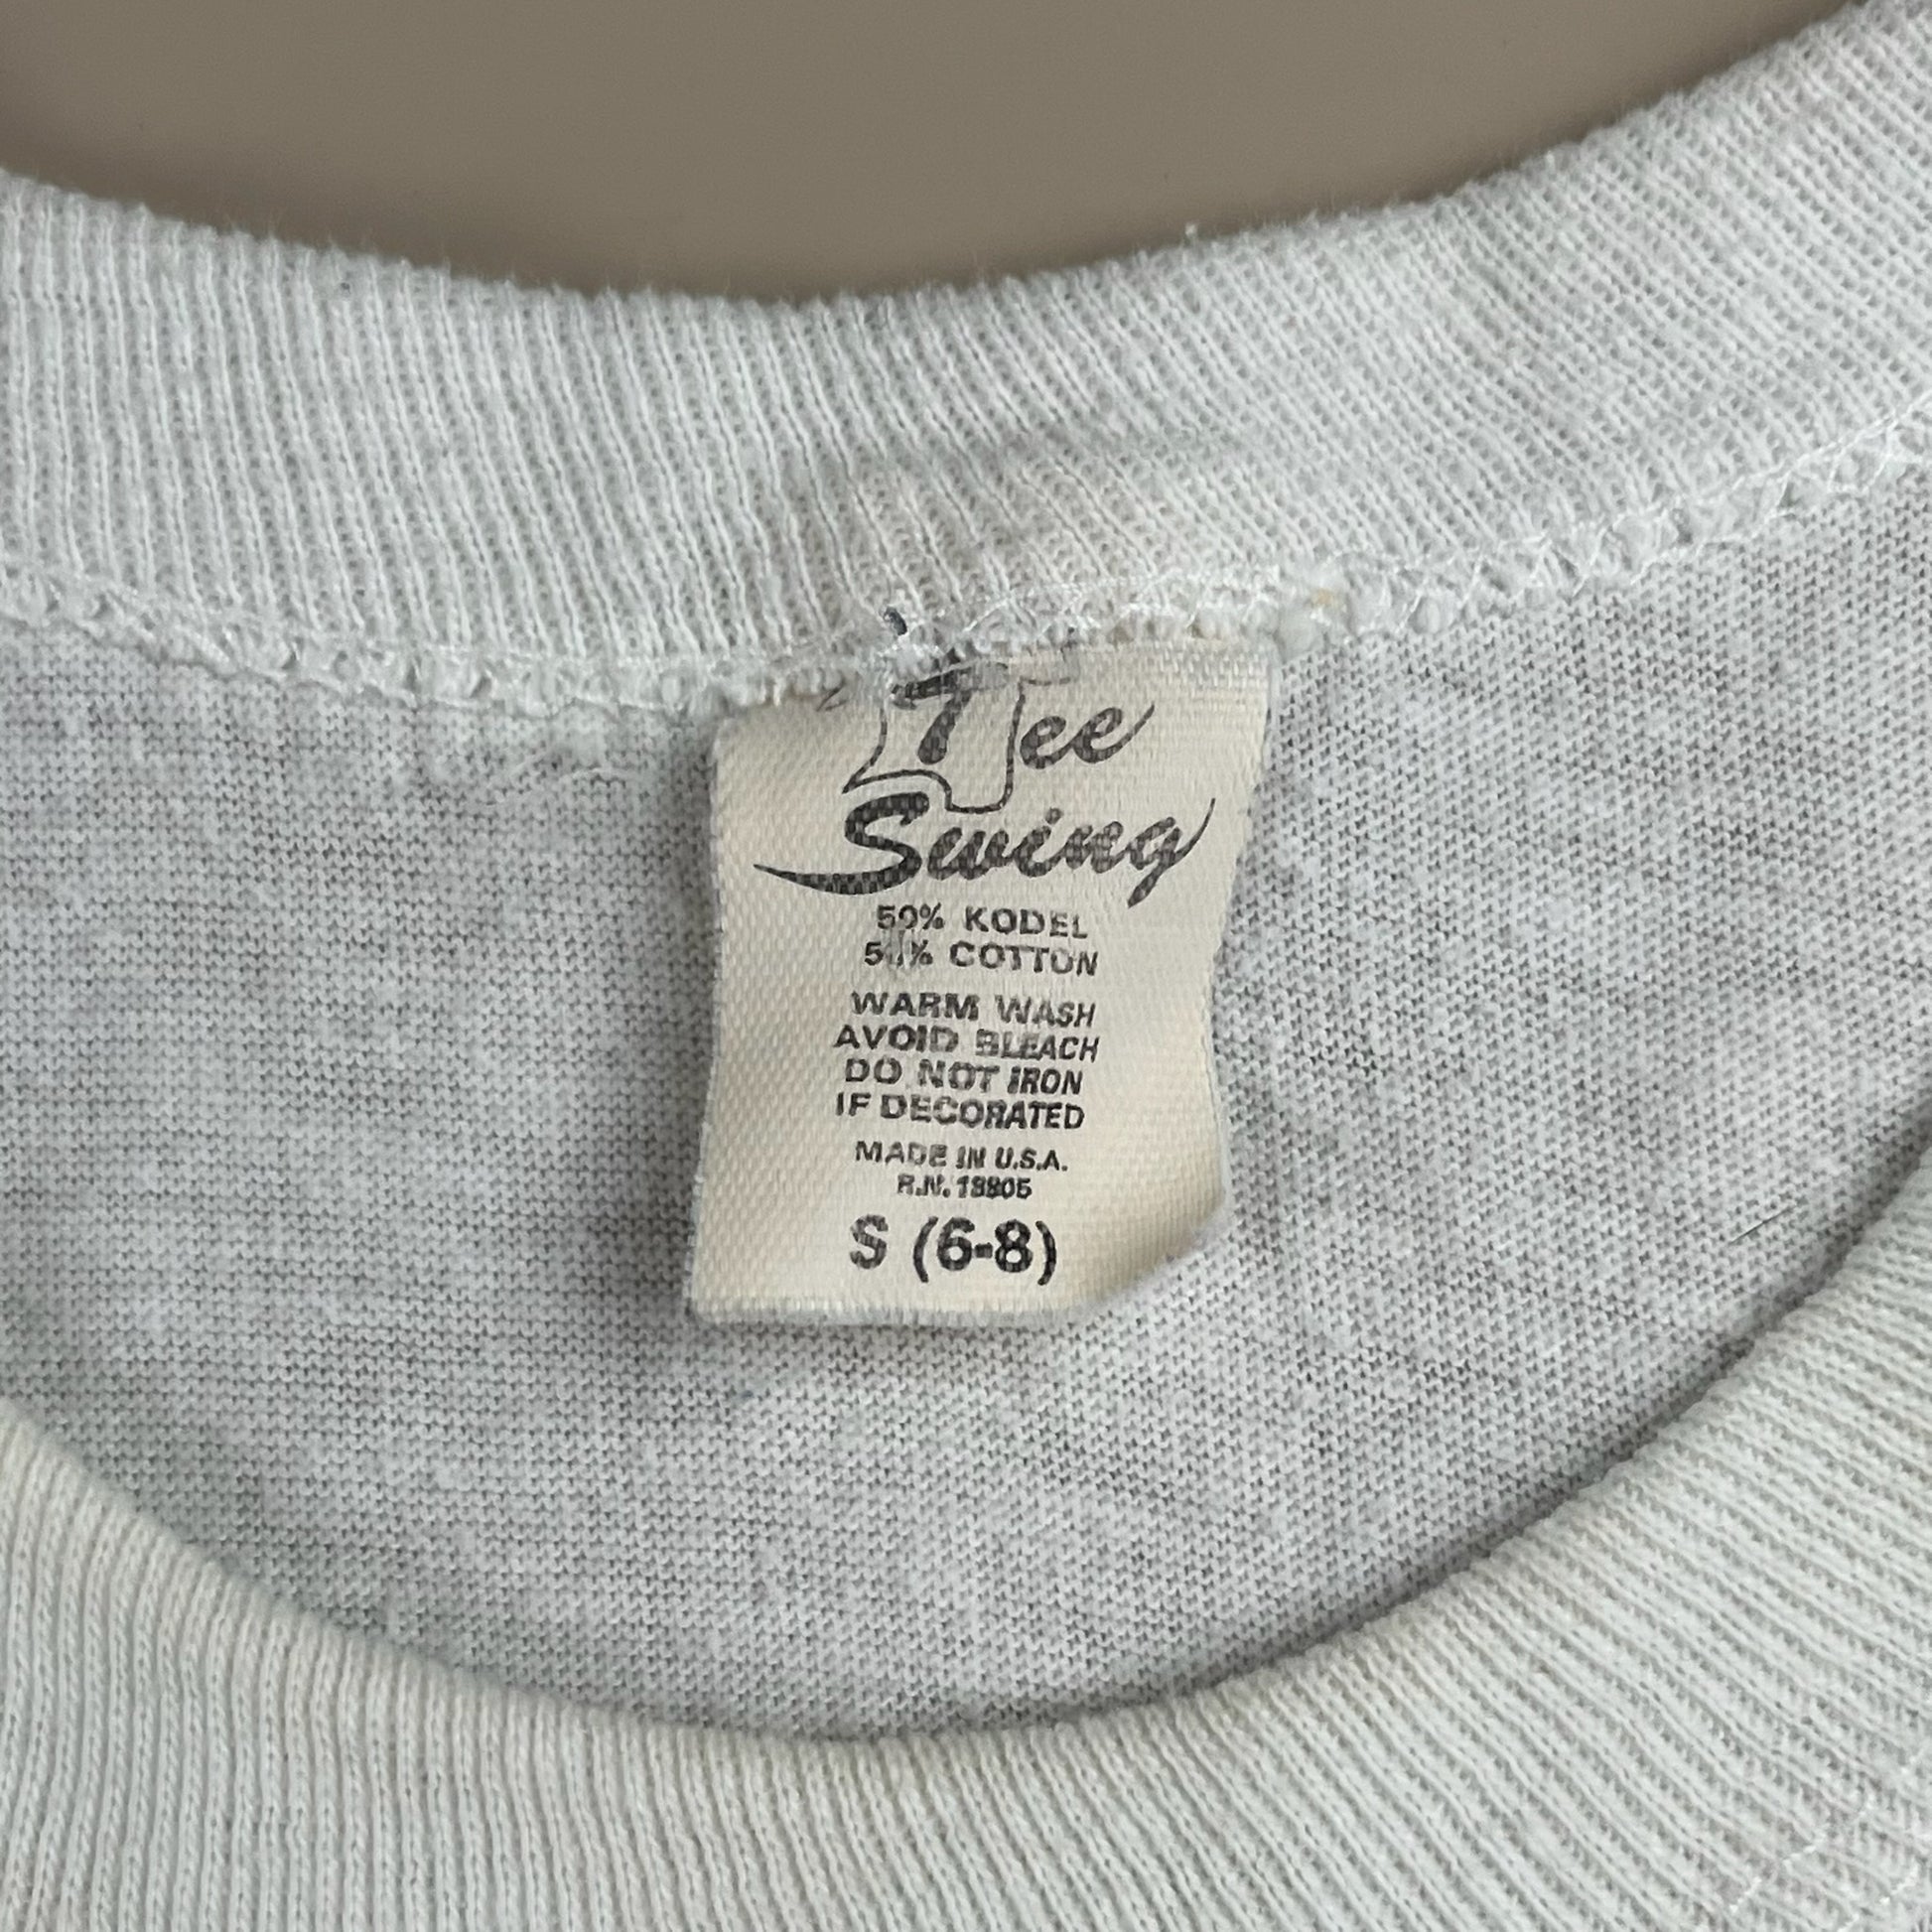 Tee
Swing
50% KODEL
50% COTTON
WARM WASH
AVOID BLEACH
DO NOT IRON
IF DECORATED
MADE IN U.S.A.
R.N.
S (6-8)